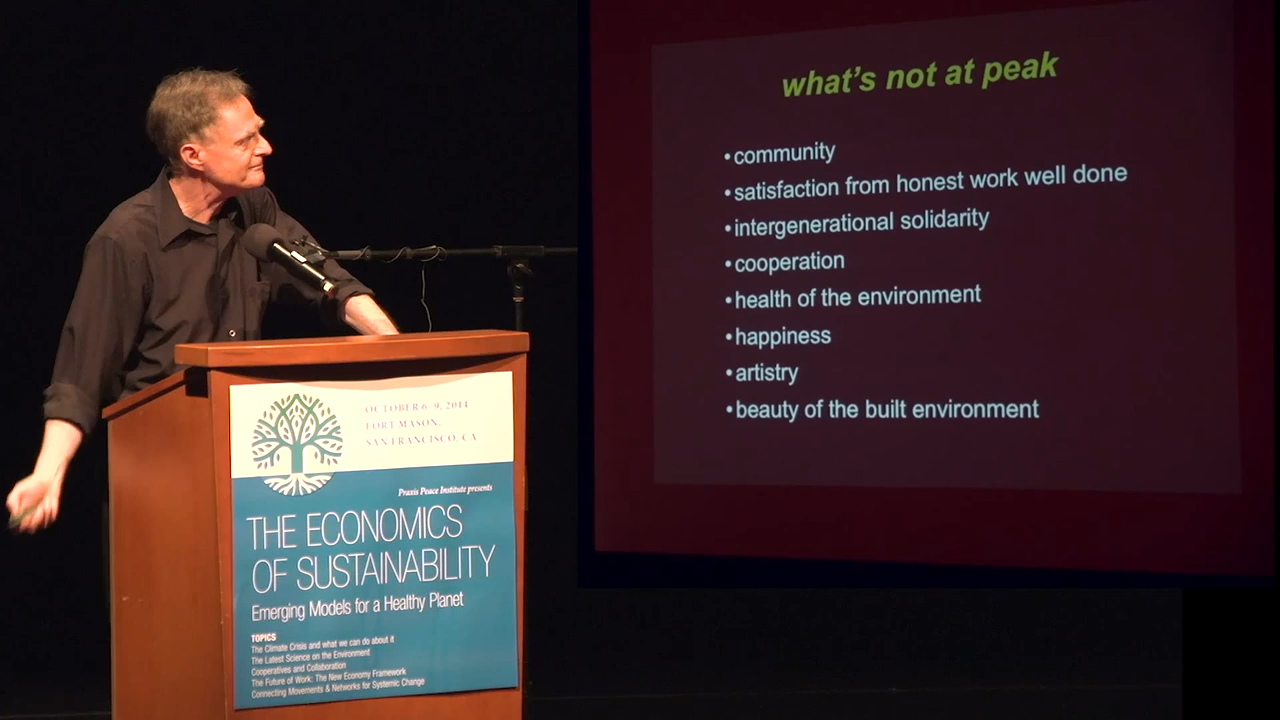 what's not at peak
•community
•satisfaction from honest work well done
•intergenerational solidarity
•cooperation
•health of the environment
•happiness
•artistry
•beauty of the built environment
OCTOBER 6-9, 2014
FORT MASON,
SAN FRANCISCO, CA
Praxis Peace Institute presents
THE ECONOMICS
OF SUSTAINABILITY
Emerging Models for a Healthy Planet
TOPICS
The Climate Crisis and what we can do about it
The Latest Science on the Environment
Cooperatives and Collaboration
The Future of Work: The New Economy Framework
Connecting Movements & Networks for Systemic Change